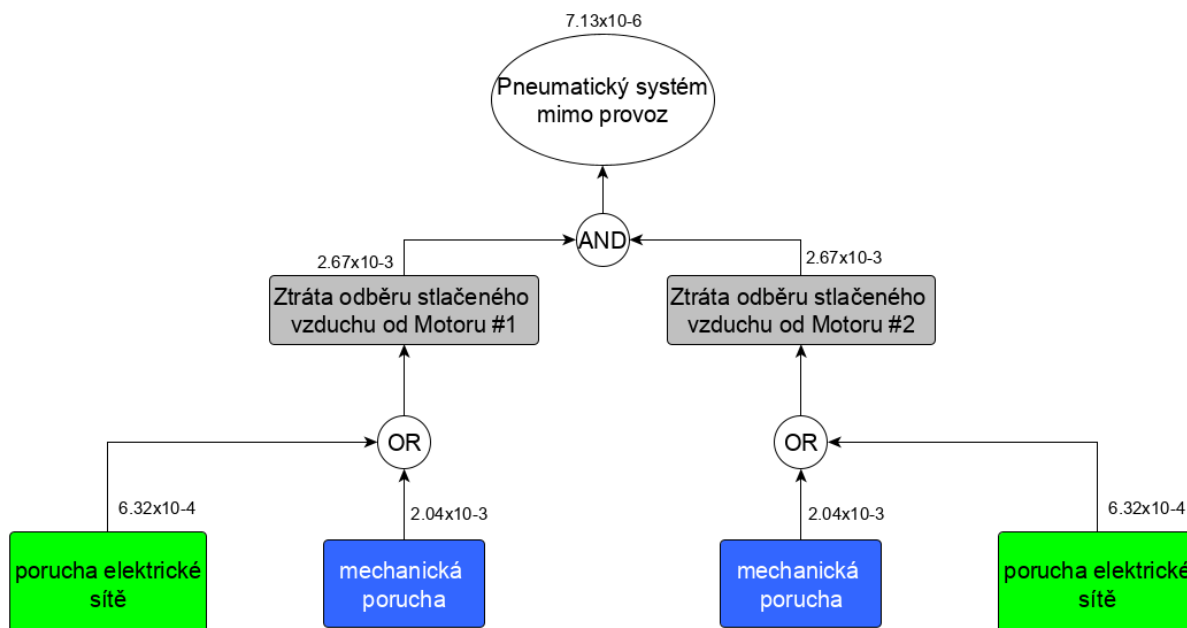 7.13x10-6
Pneumatický systém
mimo provoz
AND
2.67x10-3
2.67x10-3
Ztráta odběru stlačeného
vzduchu od Motoru #1
Ztráta odběru stlačeného
vzduchu od Motoru #2
OR
OR
6.32x10-4
2.04x10-3
2.04x10-3
6.32x10-4
porucha elektrické
sítě
mechanická
porucha
mechanická
porucha
porucha elektrické
sítě